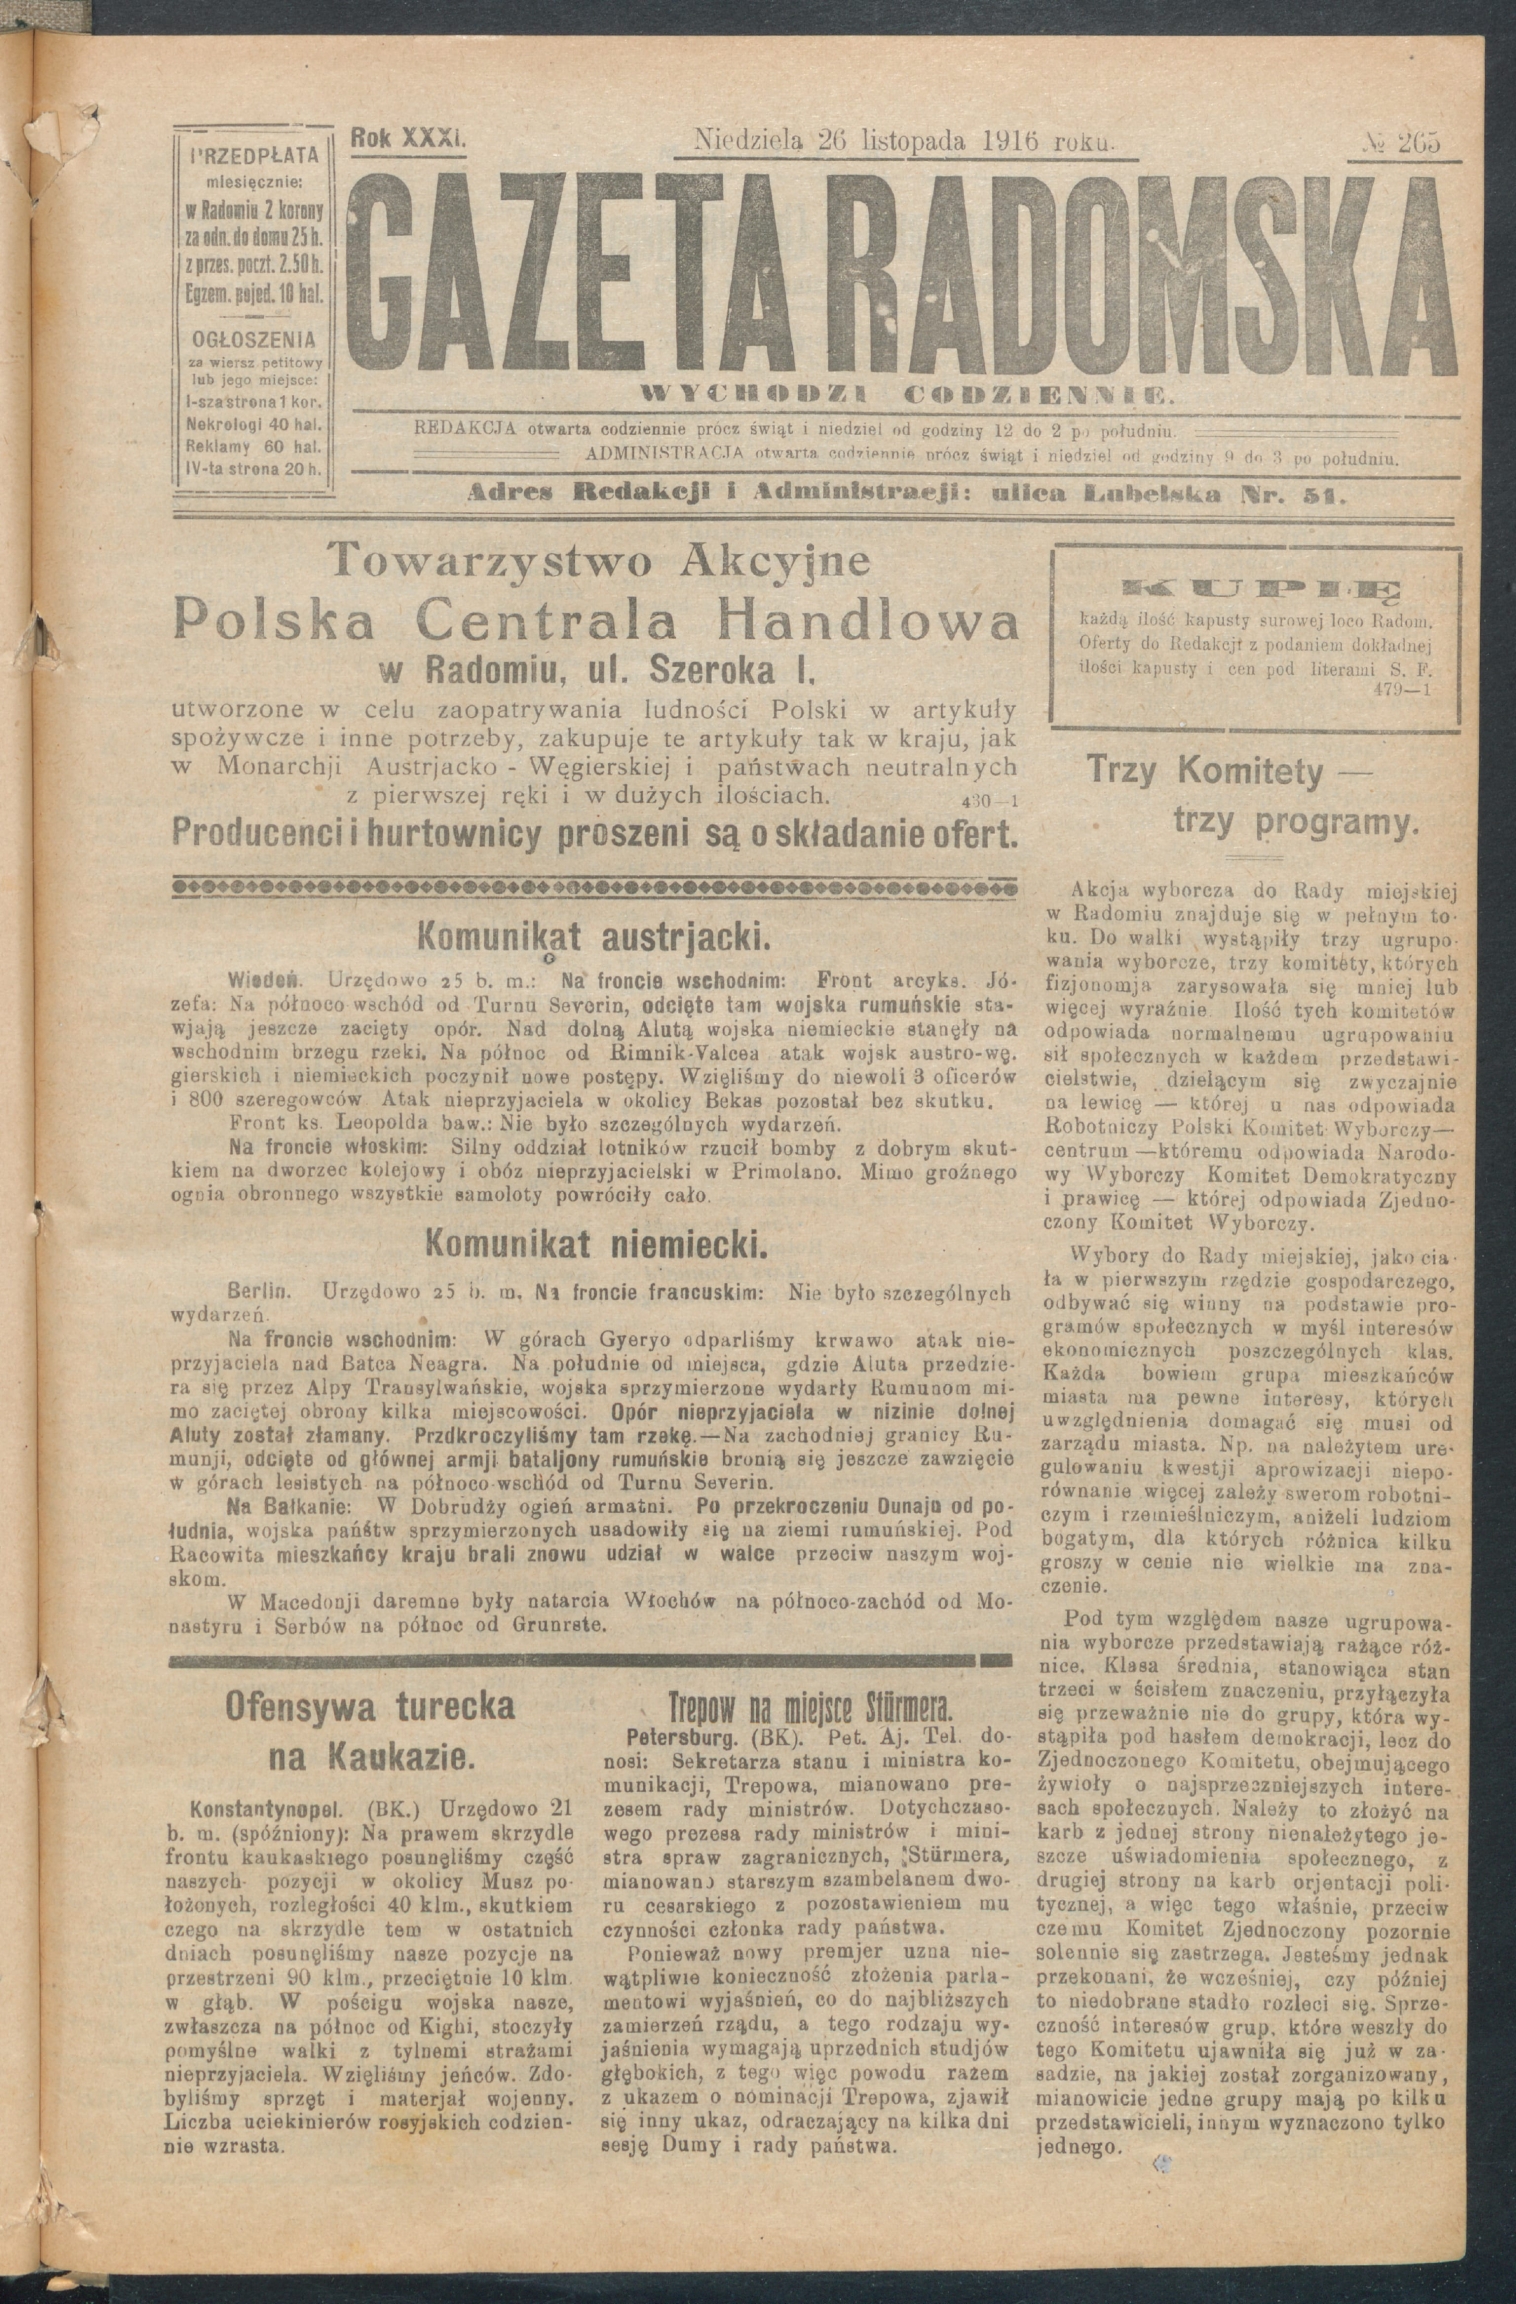 PRZEDPŁATA
miesięcznie:
w Radomiu 2 korony
za odn. do domu 25 h.
z przes. poczt. 2.50 h.
Egzem. pojed. 10 hal.
OGŁOSZENIA
za wiersz petitowy
lub jego miejsce:
I-sza strona 1 kor.
Nekrologi 40 hal.
Reklamy 60 hal.
IV-ta strona 20 h.
Rok XXXI.
Niedziela 26 listopada 1916 roku.
№ 265
GAZETA RADOMSKA
WYCHODZI CODZIENNIE.
REDAKCJA otwarta codziennie prócz świąt i niedziel od godziny 12 do 2 po południu.
ADMINISTRACJA otwarta codziennie prócz świąt i niedziel od godziny 9 do 3 po południu.
Adres Redakcji i Administracji: ulica Lubelska Nr. 51.
Towarzystwo Akcyjne
Polska Centrala Handlowa
w Radomiu, ul. Szeroka I.
utworzone w celu zaopatrywania ludności Polski w artykuły
spożywcze i inne potrzeby, zakupuje te artykuły tak w kraju, jak
w Monarchji Austrjacko - Węgierskiej i państwach neutralnych
z pierwszej ręki i w dużych ilościach. 430—1
Producenci i hurtownicy proszeni są o składanie ofert.
Komunikat austrjacki.
Wiedeń. Urzędowo 25 b. m.: Na froncie wschodnim: Front arcyks. Jó-
zefa: Na północo wschód od Turnu Severin, odcięte tam wojska rumuńskie sta-
wjają jeszcze zacięty opór. Nad dolną Alutą wojska niemieckie stanęły na
wschodnim brzegu rzeki. Na północ od Rimnik-Valcea atak wojsk austro-wę.
gierskich i niemieckich poczynił nowe postępy. Wzięliśmy do niewoli 3 oficerów
i 800 szeregowców Atak nieprzyjaciela w okolicy Bekas pozostał bez skutku.
Front ks. Leopolda baw.: Nie było szczególnych wydarzeń.
Na froncie włoskim: Silny oddział lotników rzucił bomby z dobrym skut-
kiem na dworzec kolejowy i obóz nieprzyjacielski w Primolano. Mimo groźnego
ognia obronnego wszystkie samoloty powróciły cało.
Komunikat niemiecki.
Berlin. Urzędowo 25 b. m. Na froncie francuskim: Nie było szczególnych
wydarzeń.
Na froncie wschodnim: W górach Gyeryo odparliśmy krwawo atak nie-
przyjaciela nad Batca Neagra. Na południe od miejsca, gdzie Aluta przedzie-
ra się przez Alpy Transylwańskie, wojska sprzymierzone wydarły Rumunom mi-
mo zaciętej obrony kilka miejscowości. Opór nieprzyjaciela w nizinie dolnej
Aluty został złamany. Przdkroczyliśmy tam rzekę.—Na zachodniej granicy Ru-
munji, odcięte od głównej armji bataljony rumuńskie bronią się jeszcze zawzięcie
w górach lesistych na północo-wschód od Turnu Severin.
Na Bałkanie: W Dobrudży ogień armatni. Po przekroczeniu Dunaju od po-
łudnia, wojska państw sprzymierzonych usadowiły się na ziemi rumuńskiej. Pod
Racowita mieszkańcy kraju brali znowu udział w walce przeciw naszym woj-
skom.
W Macedonji daremne były natarcia Włochów na północo-zachód od Mo-
nastyru i Serbów na północ od Grunrste.
Ofensywa turecka
na Kaukazie.
Konstantynopol. (BK.) Urzędowo 21
b. m. (spóźniony): Na prawem skrzydle
frontu kaukaskiego posunęliśmy część
naszych pozycji w okolicy Musz po-
łożonych, rozległości 40 klm., skutkiem
czego na skrzydle tem w ostatnich
dniach posunęliśmy nasze pozycje na
przestrzeni 90 klm., przeciętnie 10 klm.
w głąb. W pościgu wojska nasze,
zwłaszcza na północ od Kighi, stoczyły
pomyślne walki z tylnemi strażami
nieprzyjaciela. Wzięliśmy jeńców. Zdo-
byliśmy sprzęt i materjał wojenny.
Liczba uciekinierów rosyjskich codzien-
nie wzrasta.
Trepow na miejsce Stürmera.
Petersburg. (BK). Pet. Aj. Tel. do-
nosi: Sekretarza stanu i ministra ko-
munikacji, Trepowa, mianowano pre-
zesem rady ministrów. Dotychczaso-
wego prezesa rady ministrów i mini-
stra spraw zagranicznych, Stürmera,
mianowano starszym szambelanem dwo-
ru cesarskiego z pozostawieniem mu
czynności członka rady państwa.
Ponieważ nowy premjer uzna nie-
wątpliwie konieczność złożenia parla-
mentowi wyjaśnień, co do najbliższych
zamierzeń rządu, a tego rodzaju wy-
jaśnienia wymagają uprzednich studjów
głębokich, z tego więc powodu razem
z ukazem o nominacji Trepowa, zjawił
się inny ukaz, odraczający na kilka dni
sesję Dumy i rady państwa.
KUPIĘ
każdą ilość kapusty surowej loco Radom.
Oferty do Redakcji z podaniem dokładnej
ilości kapusty i cen pod literami S. F.
479—1
Trzy Komitety —
trzy programy.
Akcja wyborcza do Rady miejskiej
w Radomiu znajduje się w pełnym to-
ku. Do walki wystąpiły trzy ugrupo-
wania wyborcze, trzy komitety, których
fizjonomja zarysowała się mniej lub
więcej wyraźnie Ilość tych komitetów
odpowiada normalnemu ugrupowaniu
sił społecznych w każdem przedstawi-
cielstwie, dzielącym się zwyczajnie
na lewicę — której u nas odpowiada
Robotniczy Polski Komitet Wyborczy—
centrum —któremu odpowiada Narodo-
wy Wyborczy Komitet Demokratyczny
i prawicę — której odpowiada Zjedno-
czony Komitet Wyborczy.
Wybory do Rady miejskiej, jako cia-
ła w pierwszym rzędzie gospodarczego,
odbywać się winny na podstawie pro-
gramów społecznych w myśl interesów
ekonomicznych poszczególnych klas.
Każda bowiem grupa mieszkańców
miasta ma pewne interesy, których
uwzględnienia domagać się musi od
zarządu miasta. Np. na należytem ure-
gulowaniu kwestji aprowizacji niepo-
równanie więcej zależy swerom robotni-
czym i rzemieślniczym, aniżeli ludziom
bogatym, dla których różnica kilku
groszy w cenie nie wielkie ma zna-
czenie.
Pod tym względem nasze ugrupowa-
nia wyborcze przedstawiają rażące róż-
nice. Klasa średnia, stanowiąca stan
trzeci w ścisłem znaczeniu, przyłączyła
się przeważnie nie do grupy, która wy-
stąpiła pod hasłem demokracji, lecz do
Zjednoczonego Komitetu, obejmującego
żywioły o najsprzeczniejszych intere-
sach społecznych. Należy to złożyć na
karb z jednej strony nienależytego je-
szcze uświadomienia społecznego, z
drugiej strony na karb orjentacji poli-
tycznej, a więc tego właśnie, przeciw
czemu Komitet Zjednoczony pozornie
solennie się zastrzega. Jesteśmy jednak
przekonani, że wcześniej, czy później
to niedobrane stadło rozleci się. Sprze-
czność interesów grup, które weszły do
tego Komitetu ujawniła się już w za-
sadzie, na jakiej został zorganizowany,
mianowicie jedne grupy mają po kilku
przedstawicieli, innym wyznaczono tylko
jednego.